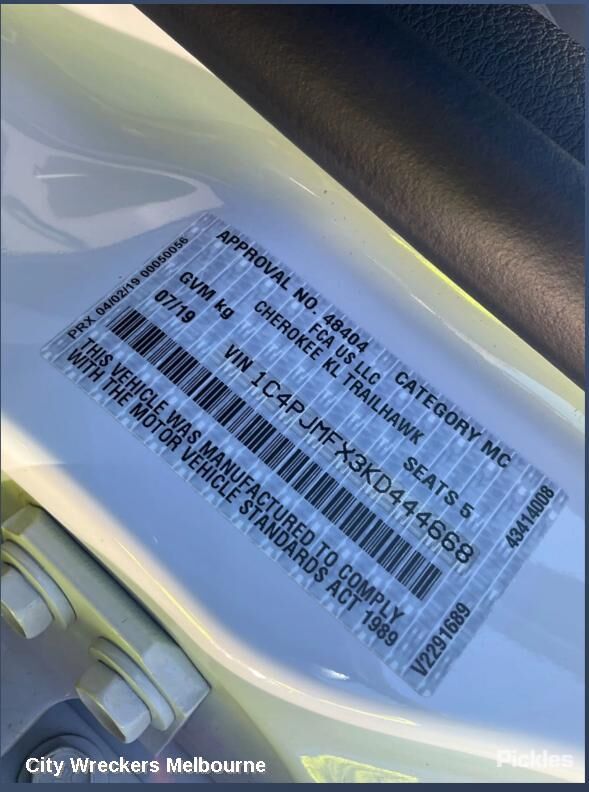 PRX 04/02/19 00050056
APPROVAL NO. 48404 CATEGORY MC
FCA US LLC
GVM kg CHEROKEE KL TRAILHAWK
07/19 SEATS 5
VIN 1C4PJMFX3KD444668
THIS VEHICLE WAS MANUFACTURED TO COMPLY
WITH THE MOTOR VEHICLE STANDARDS ACT 1989
43414008
V2291689
City Wreckers Melbourne
Pickles